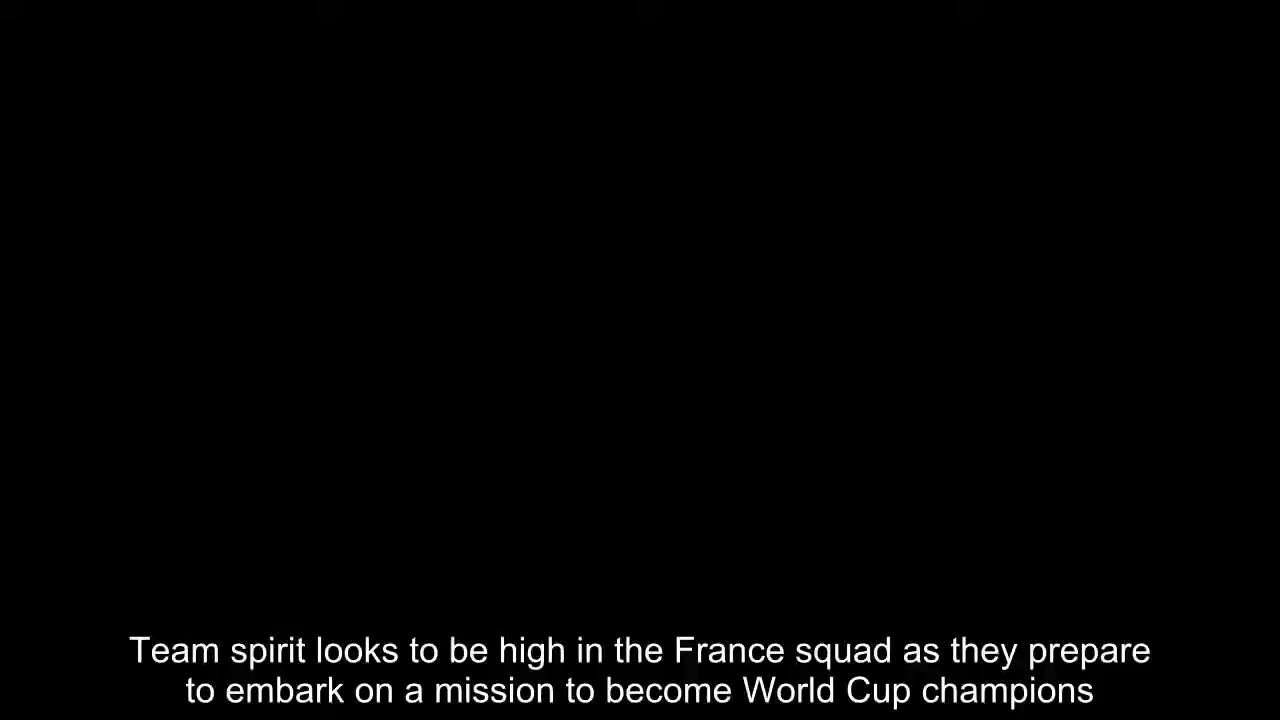 Team spirit looks to be high in the France squad as they prepare
to embark on a mission to become World Cup champions